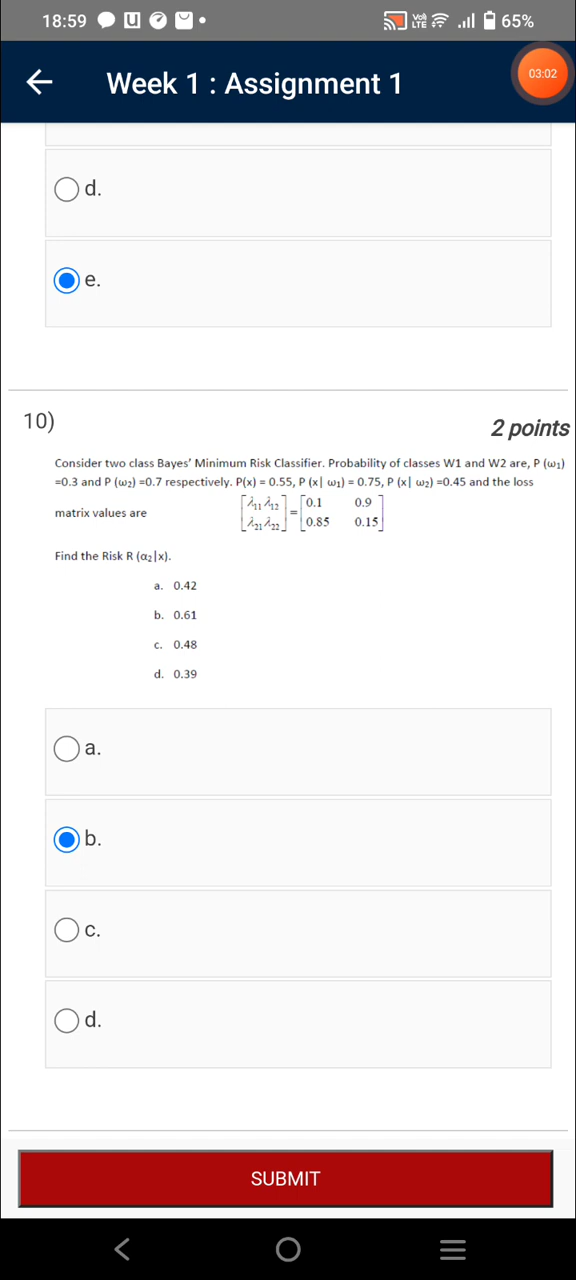 18:59
U
Vo) LTE
65%
Week 1 : Assignment 1
03:02
d.
e.
10)
2 points
Consider two class Bayes' Minimum Risk Classifier. Probability of classes W1 and W2 are, P (ω₁)
=0.3 and P (ω₂) =0.7 respectively. P(x) = 0.55, P (x| ω₁) = 0.75, P (x| ω₂) =0.45 and the loss
matrix values are [λ₁₁ λ₁₂ = [0.1 0.9
λ₂₁ λ₂₂] 0.85 0.15]
Find the Risk R (α₂|x).
a. 0.42
b. 0.61
c. 0.48
d. 0.39
a.
b.
c.
d.
SUBMIT